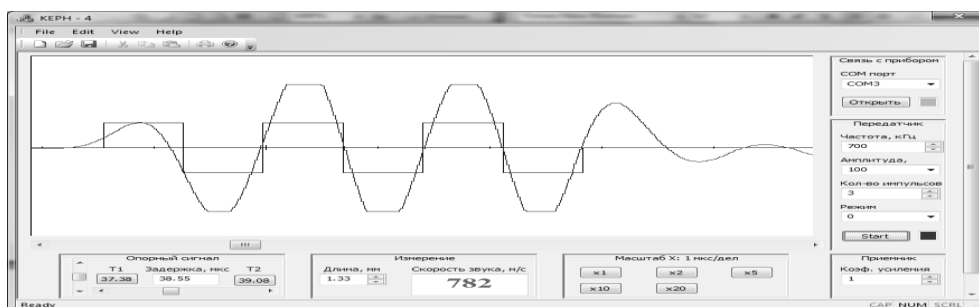 КЕРН - 4
File Edit View Help
Связь с прибором
COM порт
COM3
Открыть
Передатчик
Частота, кГц
700
Амплитуда,
100
Кол-во импульсов
3
Режим
0
Start
Опорный сигнал
T1 Задержка, мкс T2
37.38 38.55 39.08
Измерение
Длина, мм Скорость звука, м/с
1.33 782
Масштаб X: 1 мкс/дел
x1 x2 x5
x10 x20
Приемник
Коэф. усиления
1
Ready CAP NUM SCRL